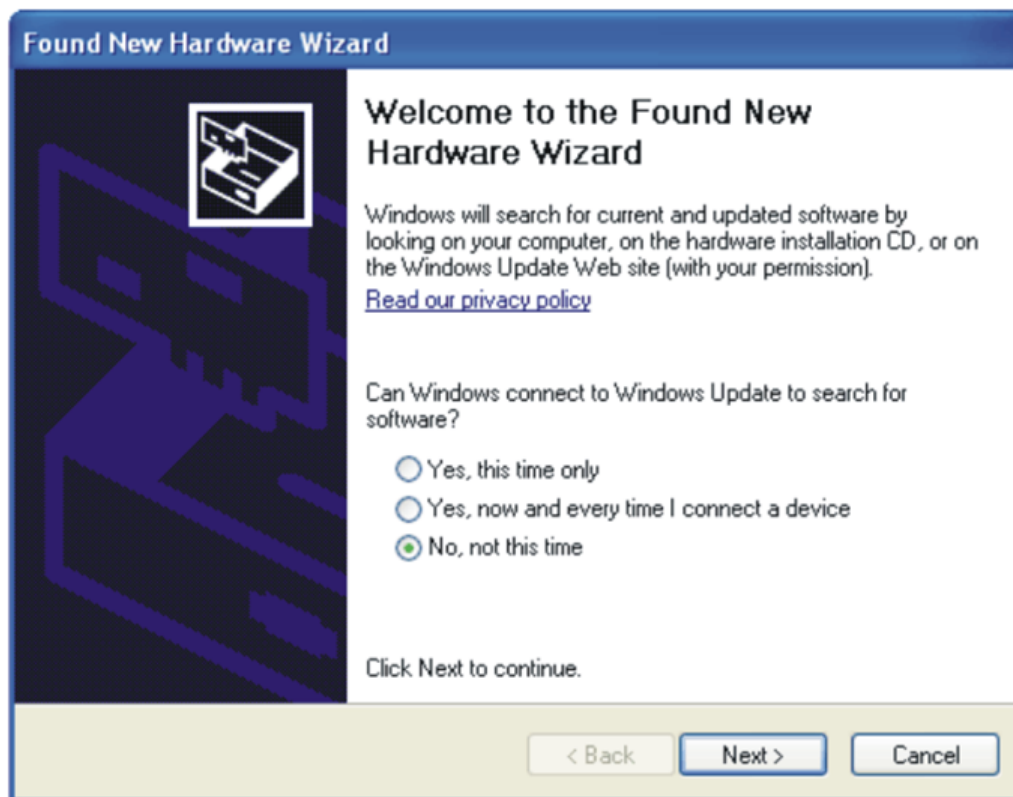 Found New Hardware Wizard
Welcome to the Found New
Hardware Wizard
Windows will search for current and updated software by
looking on your computer, on the hardware installation CD, or on
the Windows Update Web site (with your permission).
Read our privacy policy
Can Windows connect to Windows Update to search for
software?
Yes, this time only
Yes, now and every time I connect a device
No, not this time
Click Next to continue.
< Back Next > Cancel